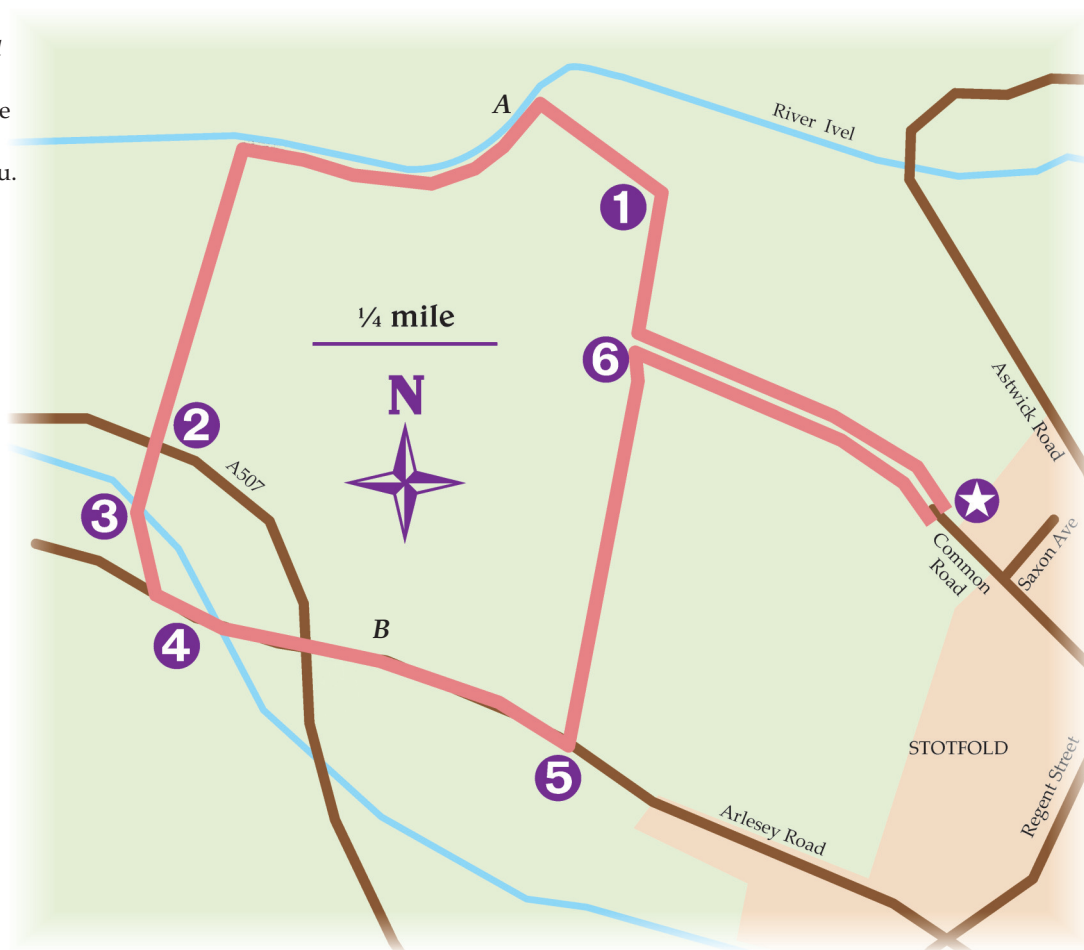 e
u.
A
River Ivel
1
¼ mile
6
N
Astwick Road
2
A507
3
Common
Road
Saxon Ave
B
4
STOTFOLD
5
Regent Street
Arlesey Road